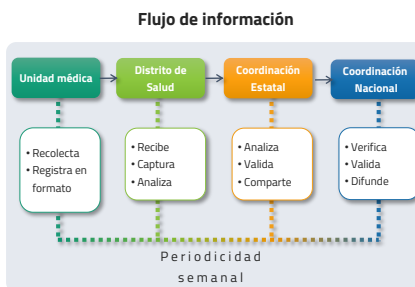 Flujo de información
Unidad médica
Distrito de
Salud
Coordinación
Estatal
Coordinación
Nacional
• Recolecta
• Registra en
formato
• Recibe
• Captura
• Analiza
• Analiza
• Valida
• Comparte
• Verifica
• Valida
• Difunde
Periodicidad
semanal